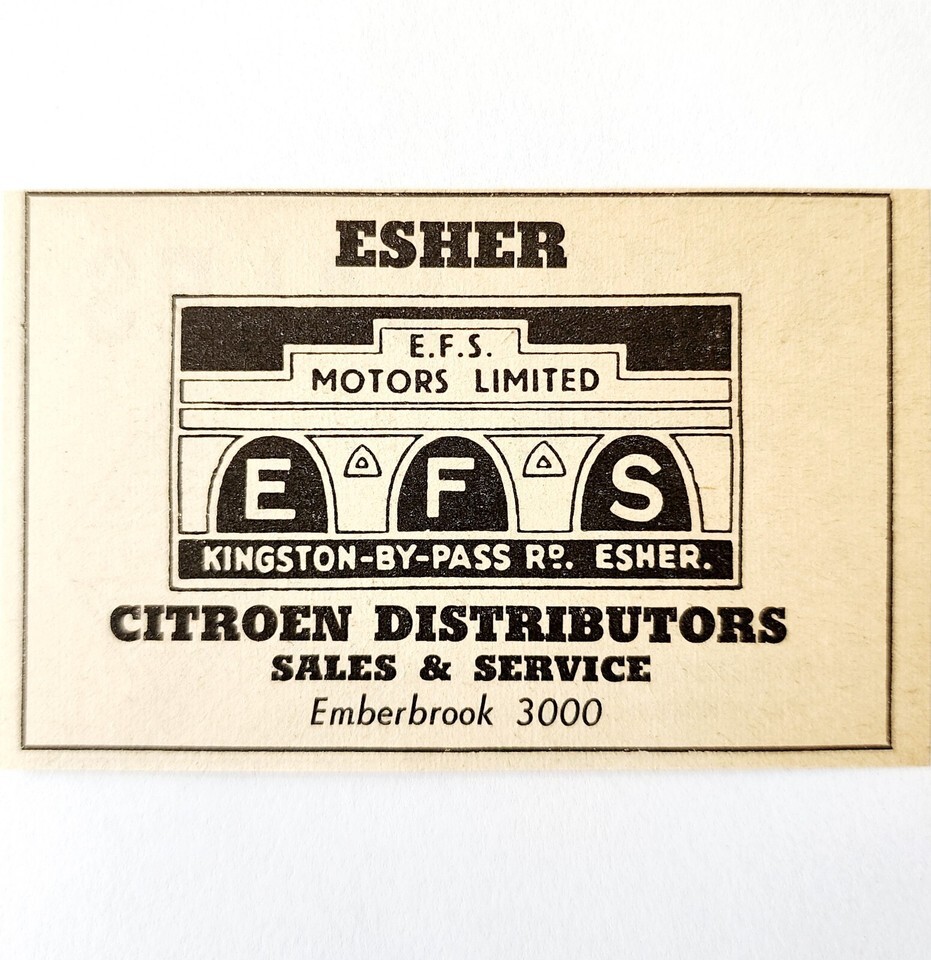 ESHER
E.F.S.
MOTORS LIMITED
E F S
KINGSTON-BY-PASS RD. ESHER.
CITROEN DISTRIBUTORS
SALES & SERVICE
Emberbrook 3000